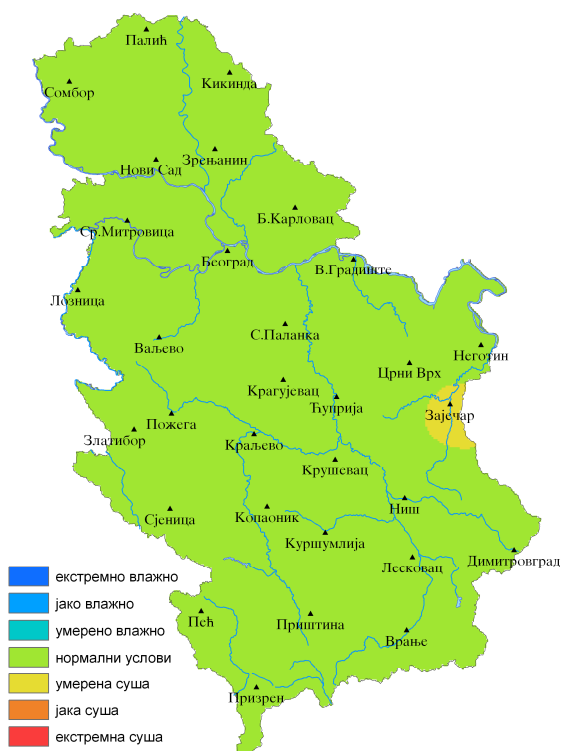 Палић
Кикинда
Сомбор
Зрењанин
Нови Сад
Б.Карловац
Ср.Митровица
Београд
В.Градиште
Лозница
С.Паланка
Ваљево
Неготин
Црни Врх
Крагујевац
Ћуприја
Зајечар
Пожега
Златибор
Краљево
Крушевац
Ниш
Сјеница
Копаоник
Куршумлија
Димитровград
Лесковац
Пећ
Приштина
Врање
Призрен
екстремно влажно
јако влажно
умерено влажно
нормални услови
умерена суша
јака суша
екстремна суша